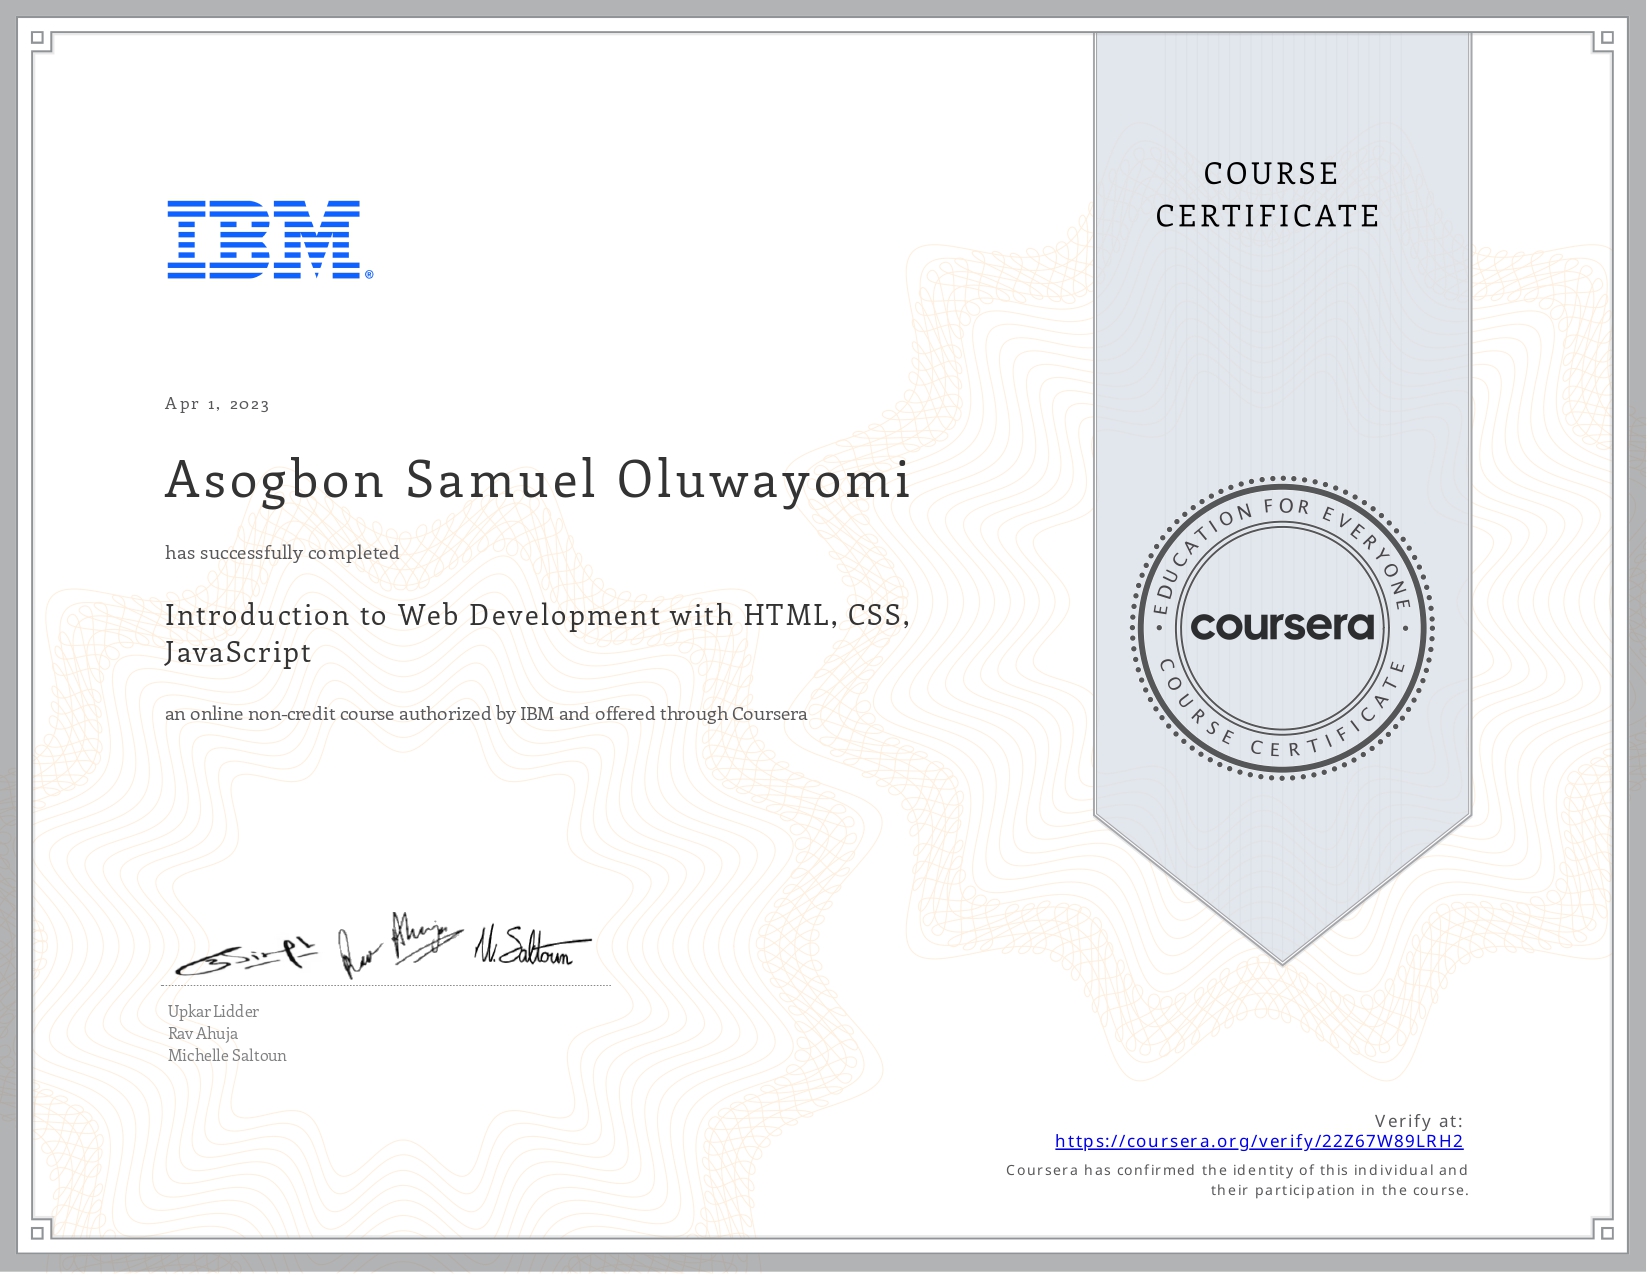 COURSE
CERTIFICATE
IBM®
Apr 1, 2023
Asogbon Samuel Oluwayomi
has successfully completed
Introduction to Web Development with HTML, CSS,
JavaScript
an online non-credit course authorized by IBM and offered through Coursera
EDUCATION FOR EVERYONE
coursera
COURSE CERTIFICATE
Rav Ahuja M. Saltoun
Upkar Lidder
Rav Ahuja
Michelle Saltoun
Verify at:
https://coursera.org/verify/22Z67W89LRH2
Coursera has confirmed the identity of this individual and
their participation in the course.